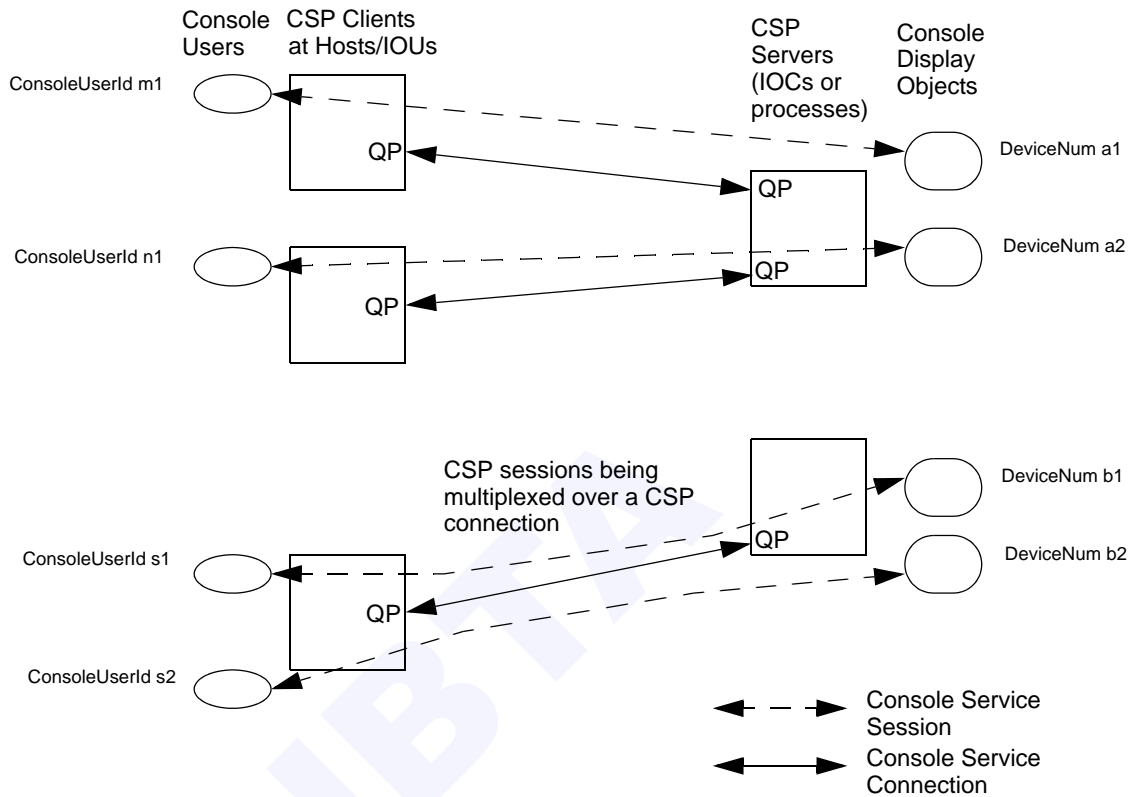 Console
Users
CSP Clients
at Hosts/IOUs
CSP
Servers
(IOCs or
processes)
Console
Display
Objects
ConsoleUserId m1
QP
QP
DeviceNum a1
ConsoleUserId n1
QP
QP
DeviceNum a2
CSP sessions being
multiplexed over a CSP
connection
DeviceNum b1
QP
DeviceNum b2
ConsoleUserId s1
QP
ConsoleUserId s2
Console Service
Session
Console Service
Connection
IBTA